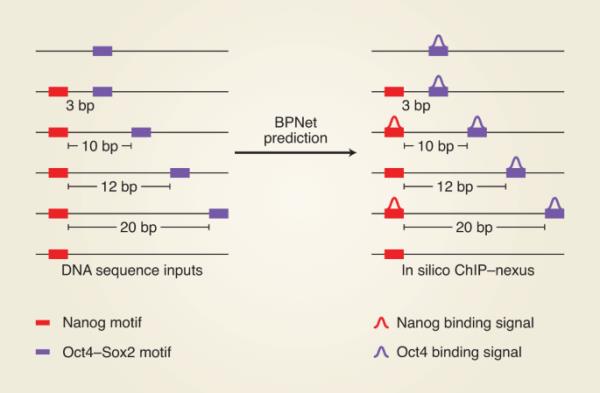 3 bp
10 bp
12 bp
20 bp
DNA sequence inputs
BPNet
prediction
3 bp
10 bp
12 bp
20 bp
In silico ChIP–nexus
Nanog motif
Oct4–Sox2 motif
Nanog binding signal
Oct4 binding signal